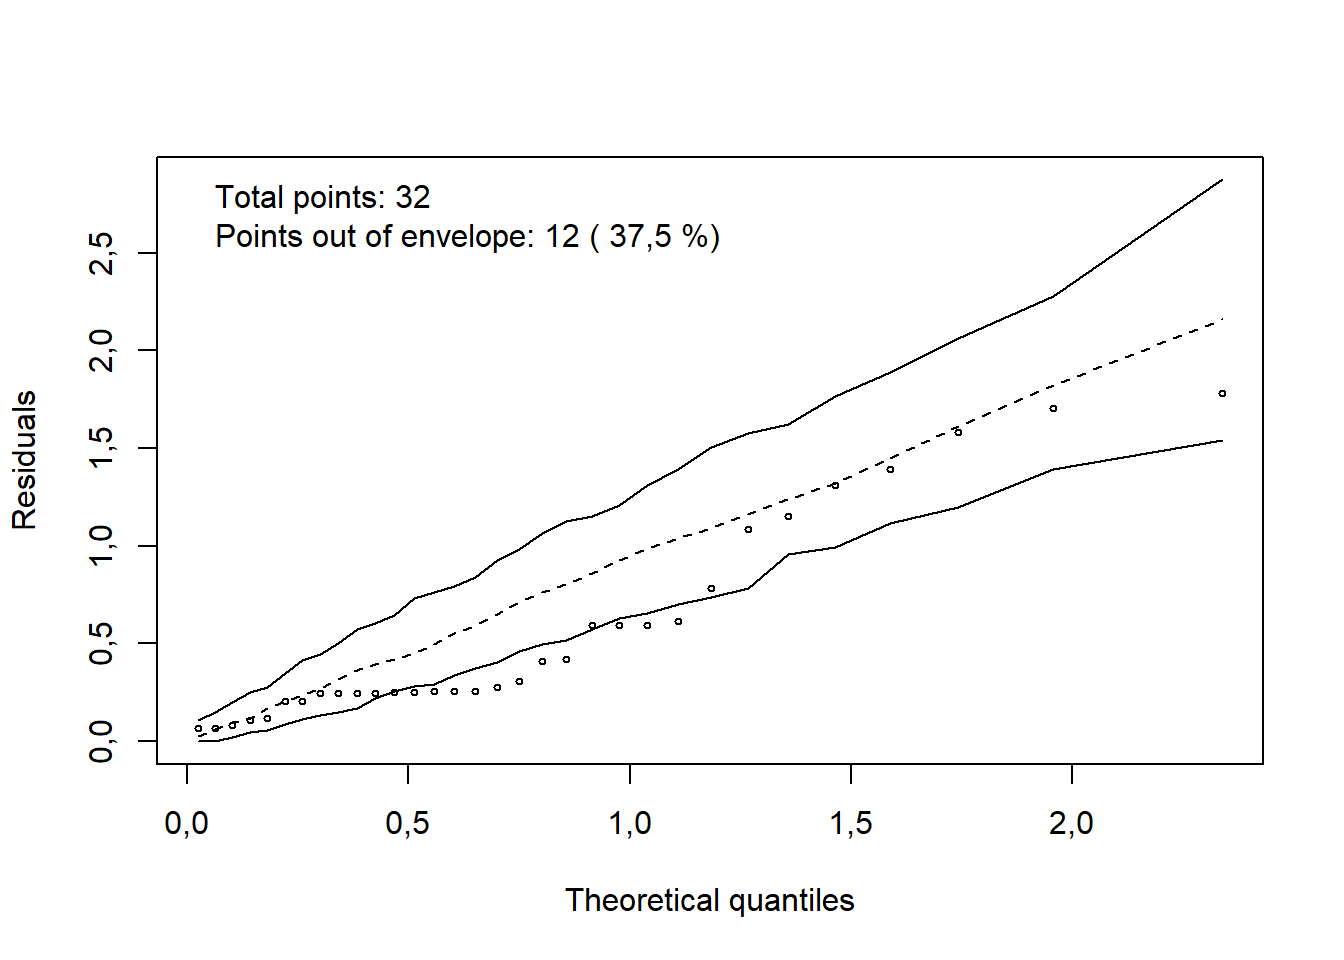 Total points: 32
Points out of envelope: 12 ( 37,5 %)
2,5
2,0
1,5
1,0
0,5
0,0
Residuals
0,0 0,5 1,0 1,5 2,0
Theoretical quantiles